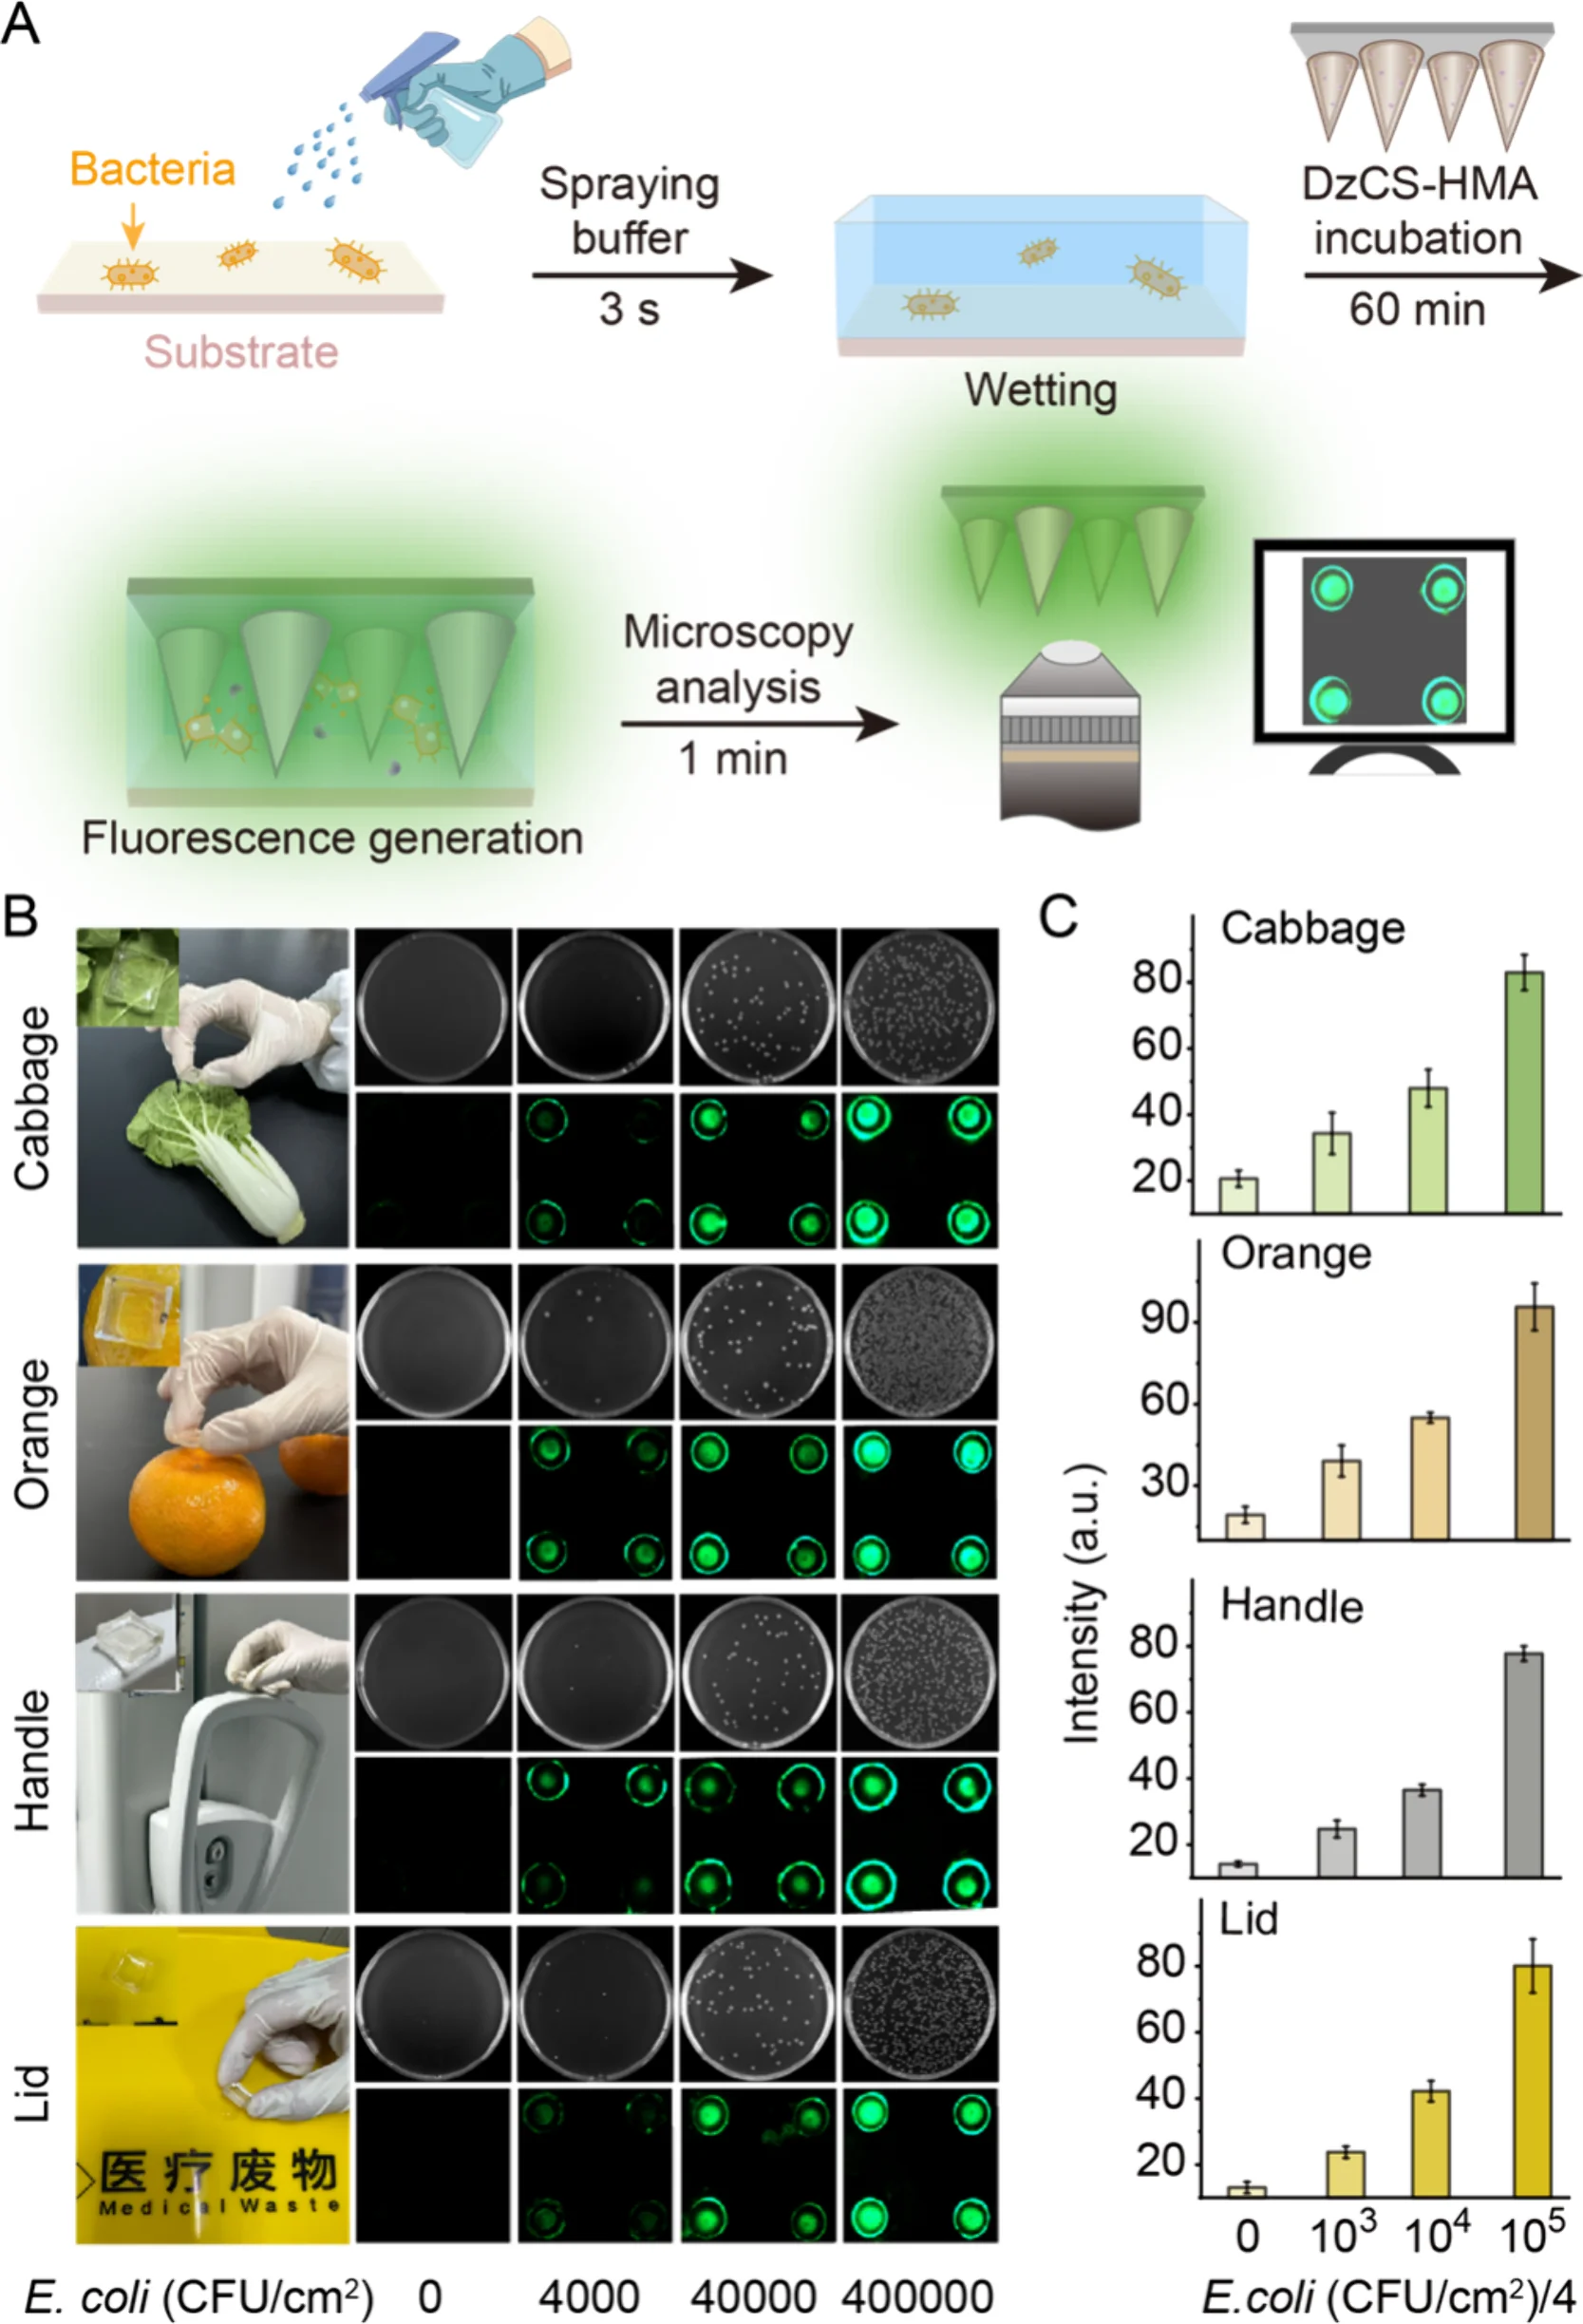 A
Bacteria
Substrate
Spraying
buffer
3 s
Wetting
DzCS-HMA
incubation
60 min
Fluorescence generation
Microscopy
analysis
1 min
B
Cabbage
Orange
Handle
Lid
医疗废物
Medical Waste
E. coli (CFU/cm²) 0 4000 40000 400000
C
Intensity (a.u.)
Cabbage
80
60
40
20
Orange
90
60
30
Handle
80
60
40
20
Lid
80
60
40
20
0 10³ 10⁴ 10⁵
E.coli (CFU/cm²)/4